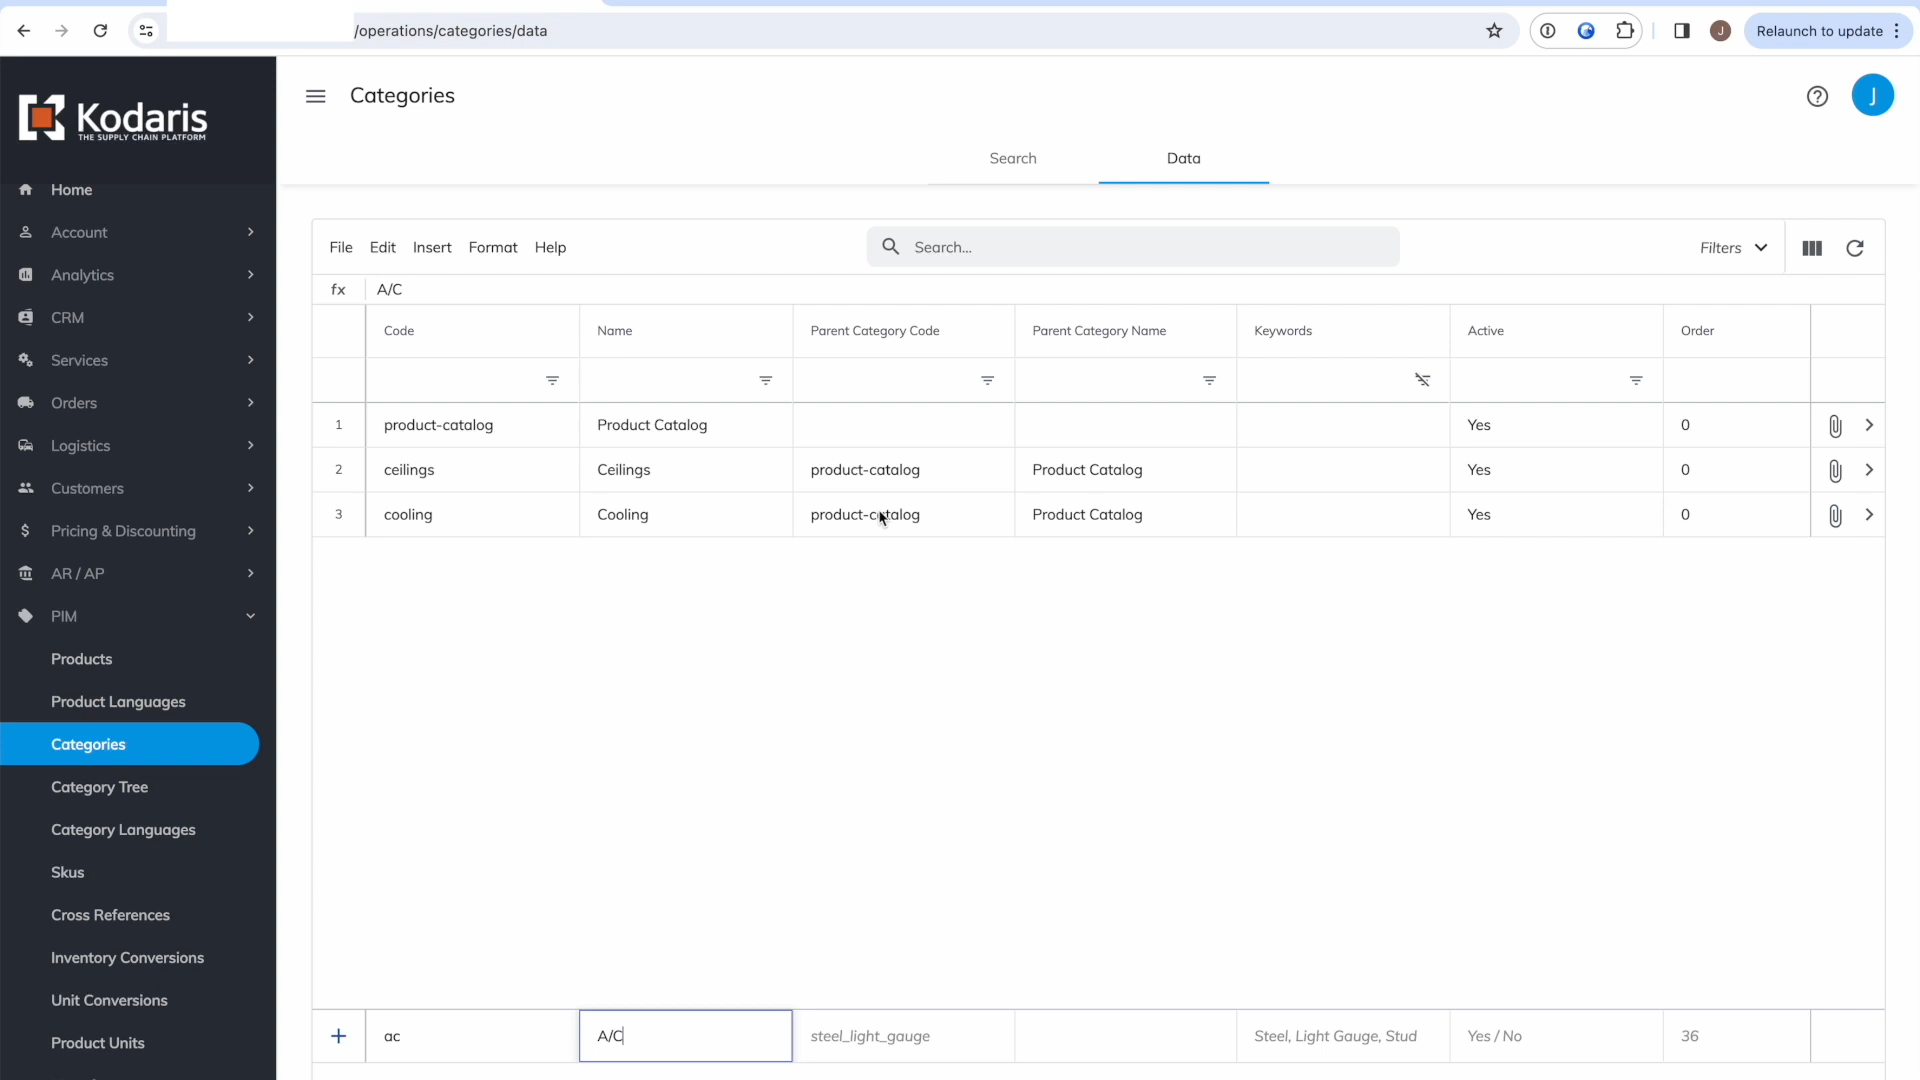 /operations/categories/data
Relaunch to update
Kodaris
THE SUPPLY CHAIN PLATFORM
Categories
J
Search
Data
Home
Account
Analytics
CRM
Services
Orders
Logistics
Customers
Pricing & Discounting
AR / AP
PIM
Products
Product Languages
Categories
Category Tree
Category Languages
Skus
Cross References
Inventory Conversions
Unit Conversions
Product Units
File Edit Insert Format Help
Search...
Filters
fx A/C
Code Name Parent Category Code Parent Category Name Keywords Active Order
1 product-catalog Product Catalog Yes 0
2 ceilings Ceilings product-catalog Product Catalog Yes 0
3 cooling Cooling product-catalog Product Catalog Yes 0
+ ac A/C steel_light_gauge Steel, Light Gauge, Stud Yes / No 36